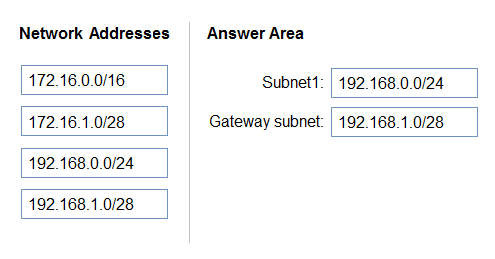 Network Addresses
172.16.0.0/16
172.16.1.0/28
192.168.0.0/24
192.168.1.0/28
Answer Area
Subnet1: 192.168.0.0/24
Gateway subnet: 192.168.1.0/28